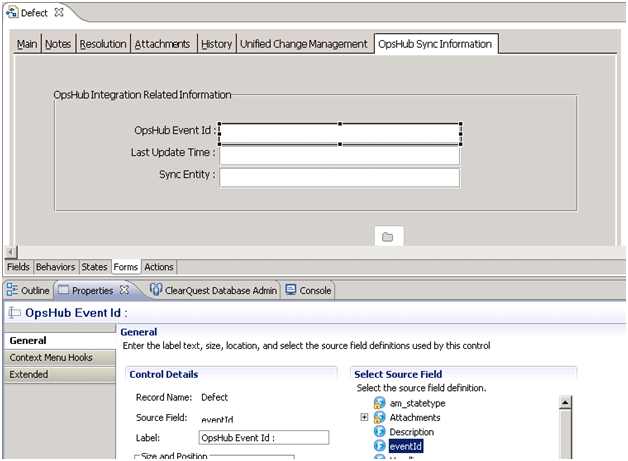 Defect
Main Notes Resolution Attachments History Unified Change Management OpsHub Sync Information
OpsHub Integration Related Information
OpsHub Event Id :
Last Update Time :
Sync Entity :
Fields Behaviors States Forms Actions
Outline Properties ClearQuest Database Admin Console
OpsHub Event Id :
General
Context Menu Hooks
Extended
General
Enter the label text, size, location, and select the source field definitions used by this control
Control Details
Record Name: Defect
Source Field: eventId
Label: OpsHub Event Id :
Size and Position
Select Source Field
Select the source field definition.
am_statetype
Attachments
Description
eventId